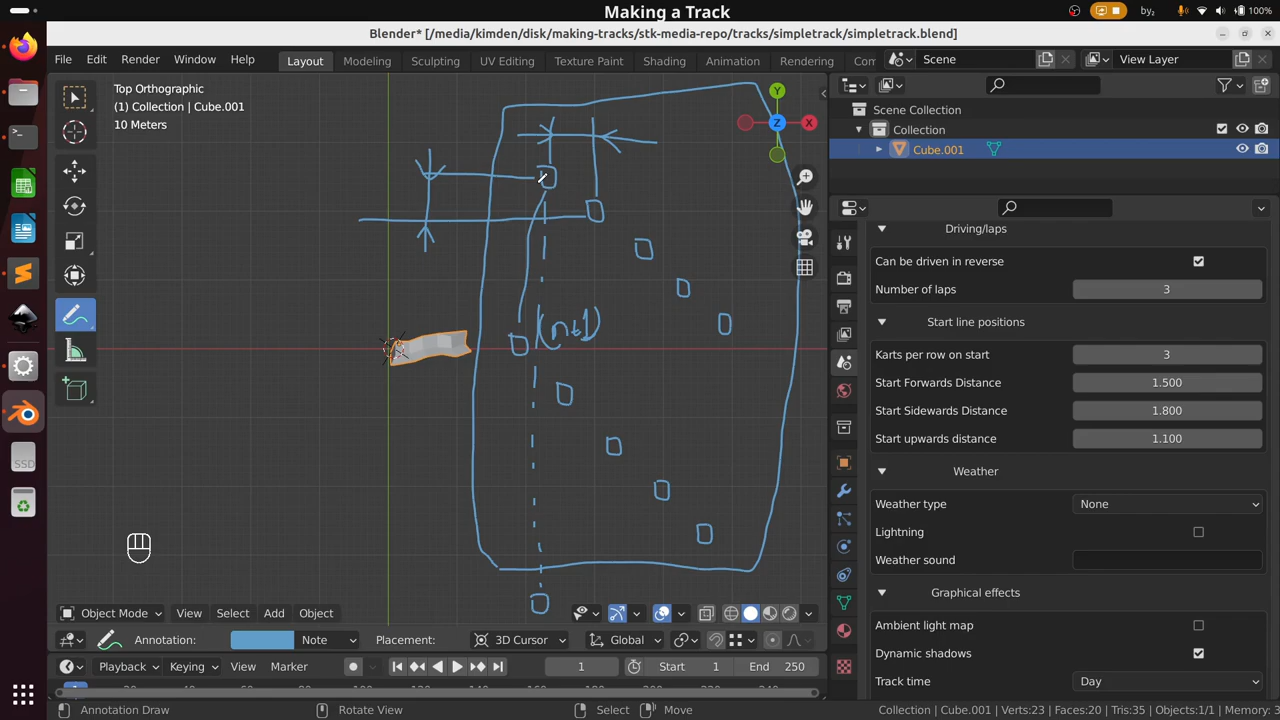 Making a Track
by₂
100%
Blender* [/media/kimden/disk/making-tracks/stk-media-repo/tracks/simpletrack/simpletrack.blend]
File Edit Render Window Help
Layout Modeling Sculpting UV Editing Texture Paint Shading Animation Rendering Co
Scene
View Layer
Top Orthographic
(1) Collection | Cube.001
10 Meters
Y
Z
X
(n+1)
Scene Collection
Collection
Cube.001
Driving/laps
Can be driven in reverse
Number of laps 3
Start line positions
Karts per row on start 3
Start Forwards Distance 1.500
Start Sidewards Distance 1.800
Start upwards distance 1.100
Weather
Weather type None
Lightning
Weather sound
Graphical effects
Ambient light map
Dynamic shadows
Track time Day
SSD
Object Mode View Select Add Object
Annotation: Note Placement: 3D Cursor Global
Playback Keying View Marker 1 Start 1 End 250
Annotation Draw Rotate View Select Move
Collection | Cube.001 | Verts:23 | Faces:20 | Tris:35 | Objects:1/1 | Memory: 3